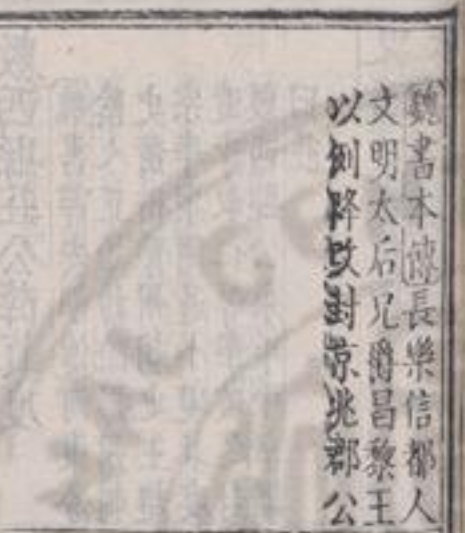 魏書本傳長樂信都人
文明太后兄爵昌黎王
以例降改封京兆郡公